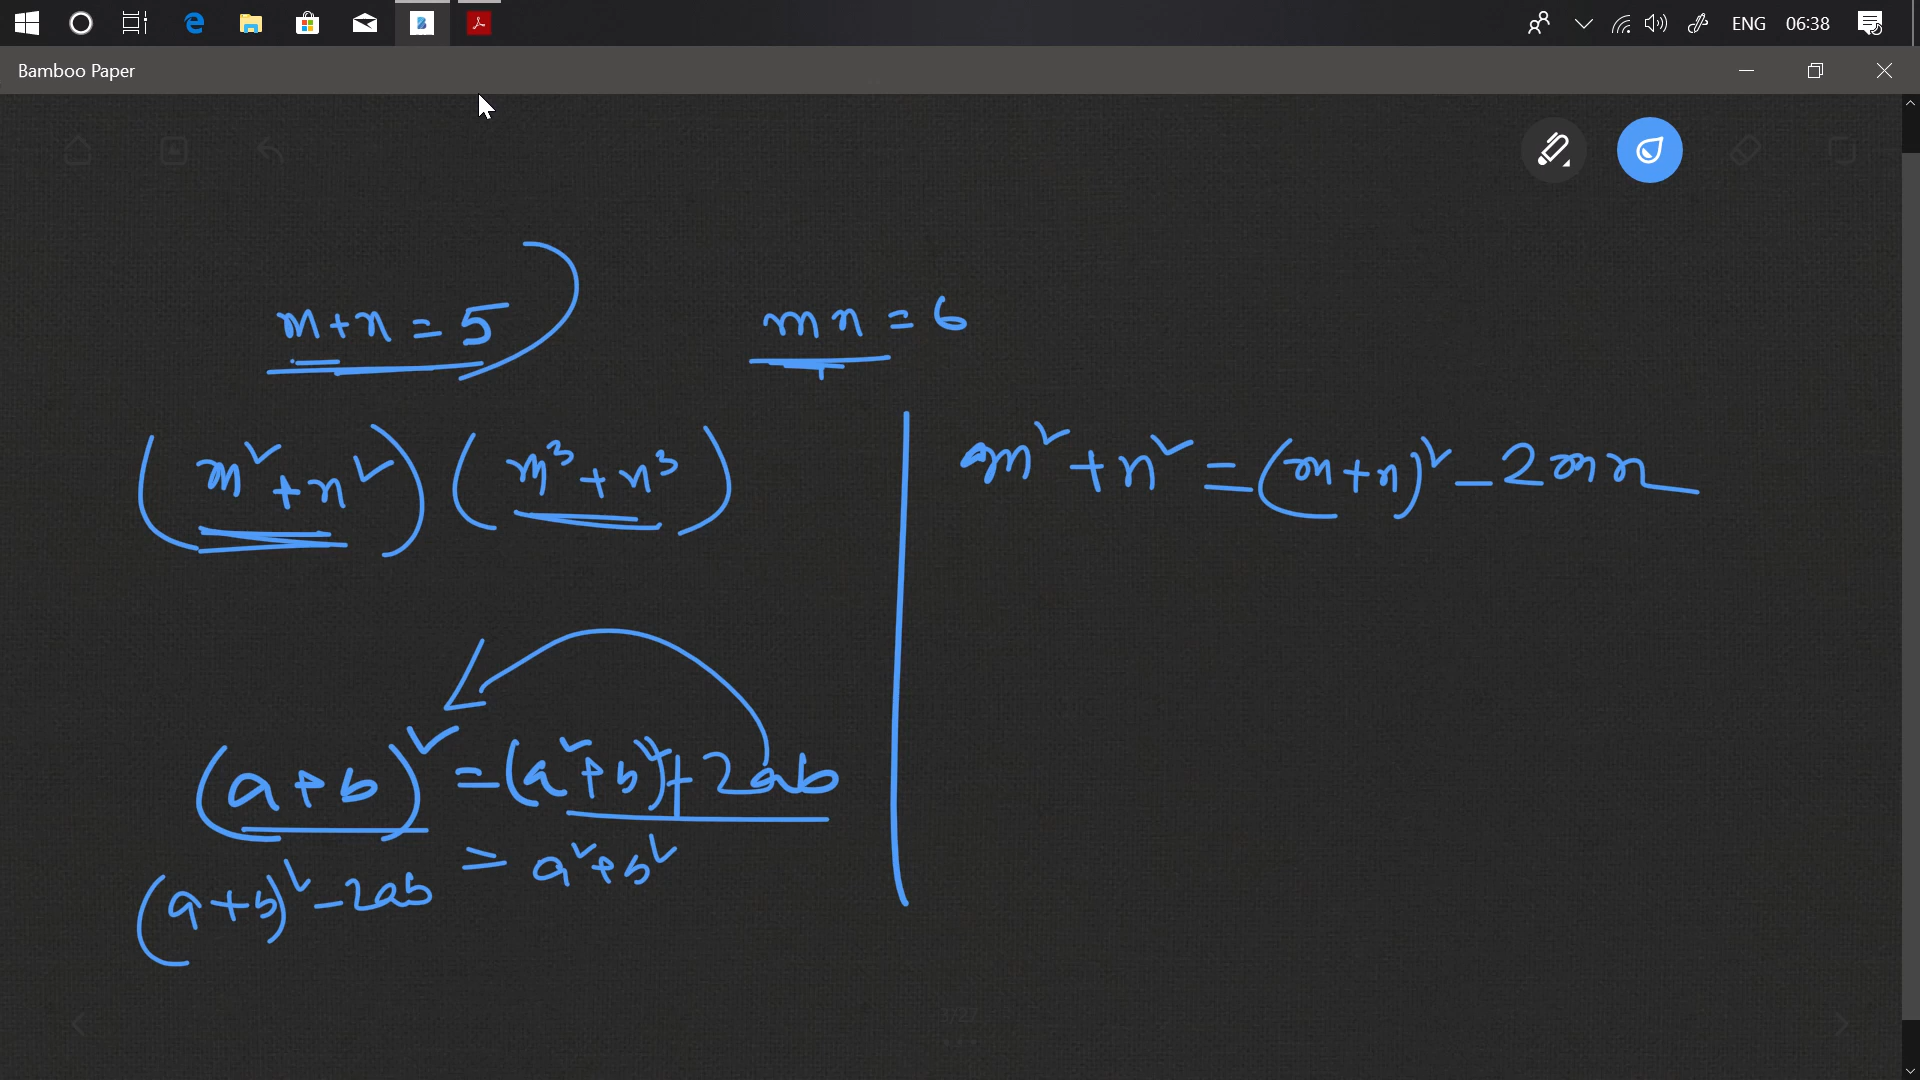 ENG 06:38
Bamboo Paper
m+n = 5
mn = 6
(m²+n²) (m³+n³)
m²+n² = (m+n)² - 2mn
(a+b)² = (a²+b²)+2ab
(a+b)² - 2ab = a²+b²